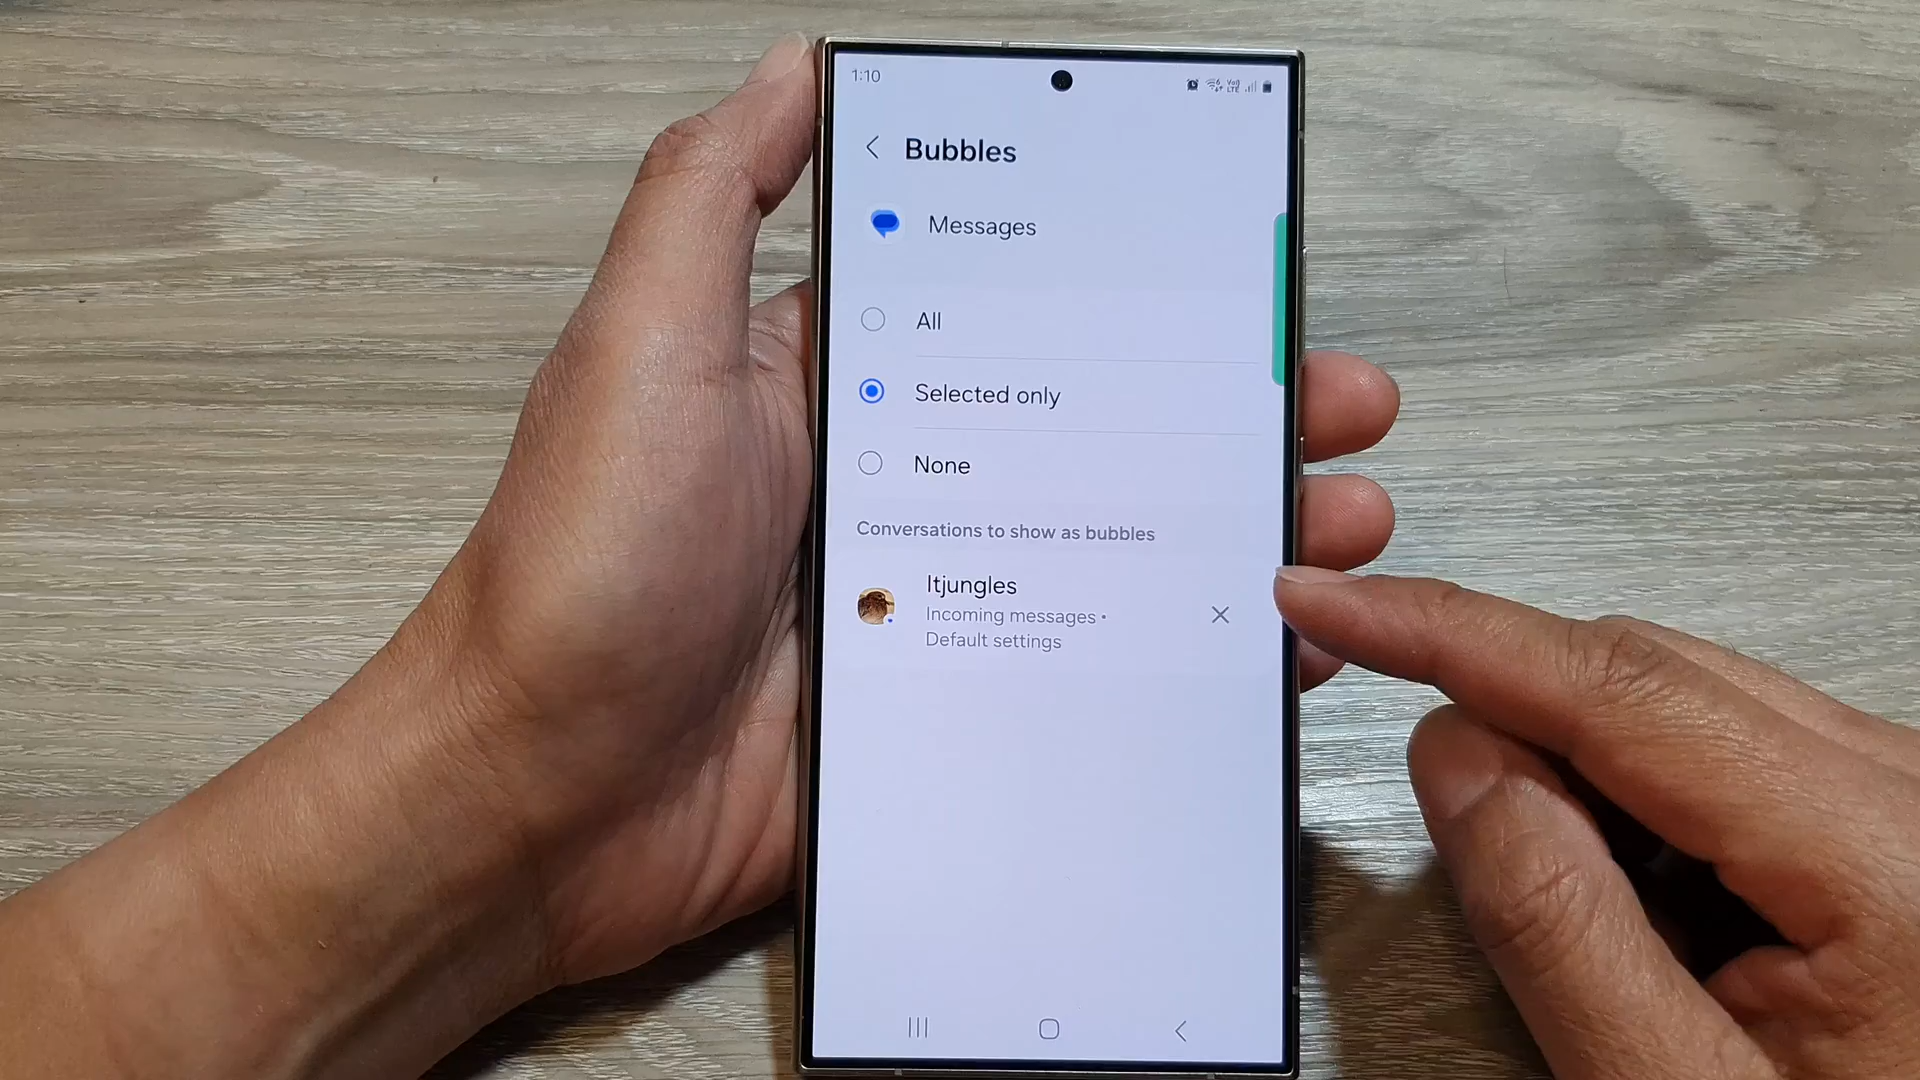 1:10
Bubbles
Messages
All
Selected only
None
Conversations to show as bubbles
Itjungles
Incoming messages •
Default settings